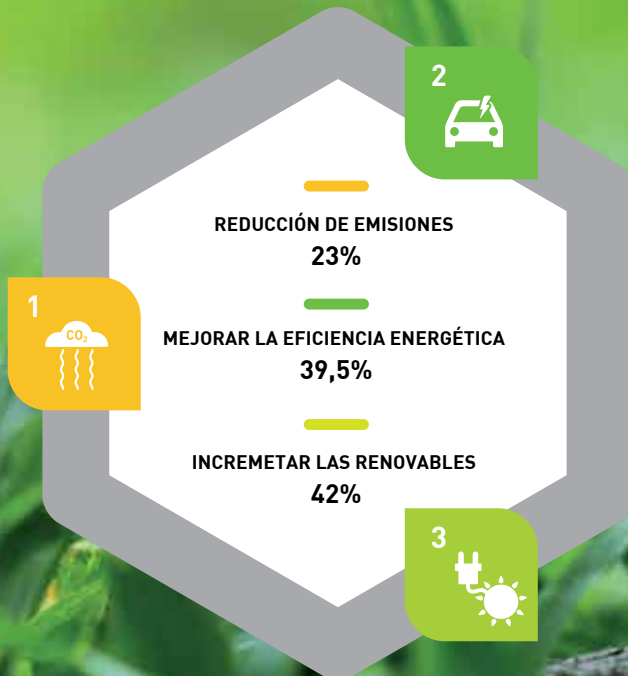 2
REDUCCIÓN DE EMISIONES
23%
1
CO₂
MEJORAR LA EFICIENCIA ENERGÉTICA
39,5%
INCREMETAR LAS RENOVABLES
42%
3